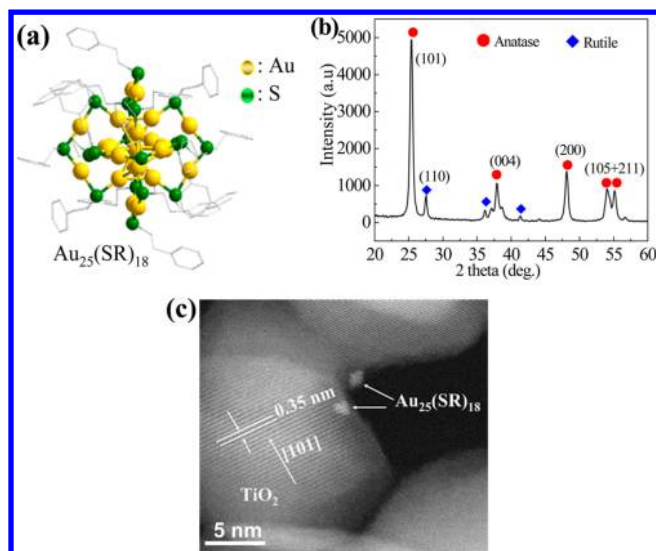 (a)
: Au
: S
Au25(SR)18
(b)
Anatase
Rutile
Intensity (a.u)
5000
4000
3000
2000
1000
0
(101)
(110)
(004)
(200)
(105+211)
20 25 30 35 40 45 50 55 60
2 theta (deg.)
(c)
0.35 nm
Au25(SR)18
[101]
TiO2
5 nm